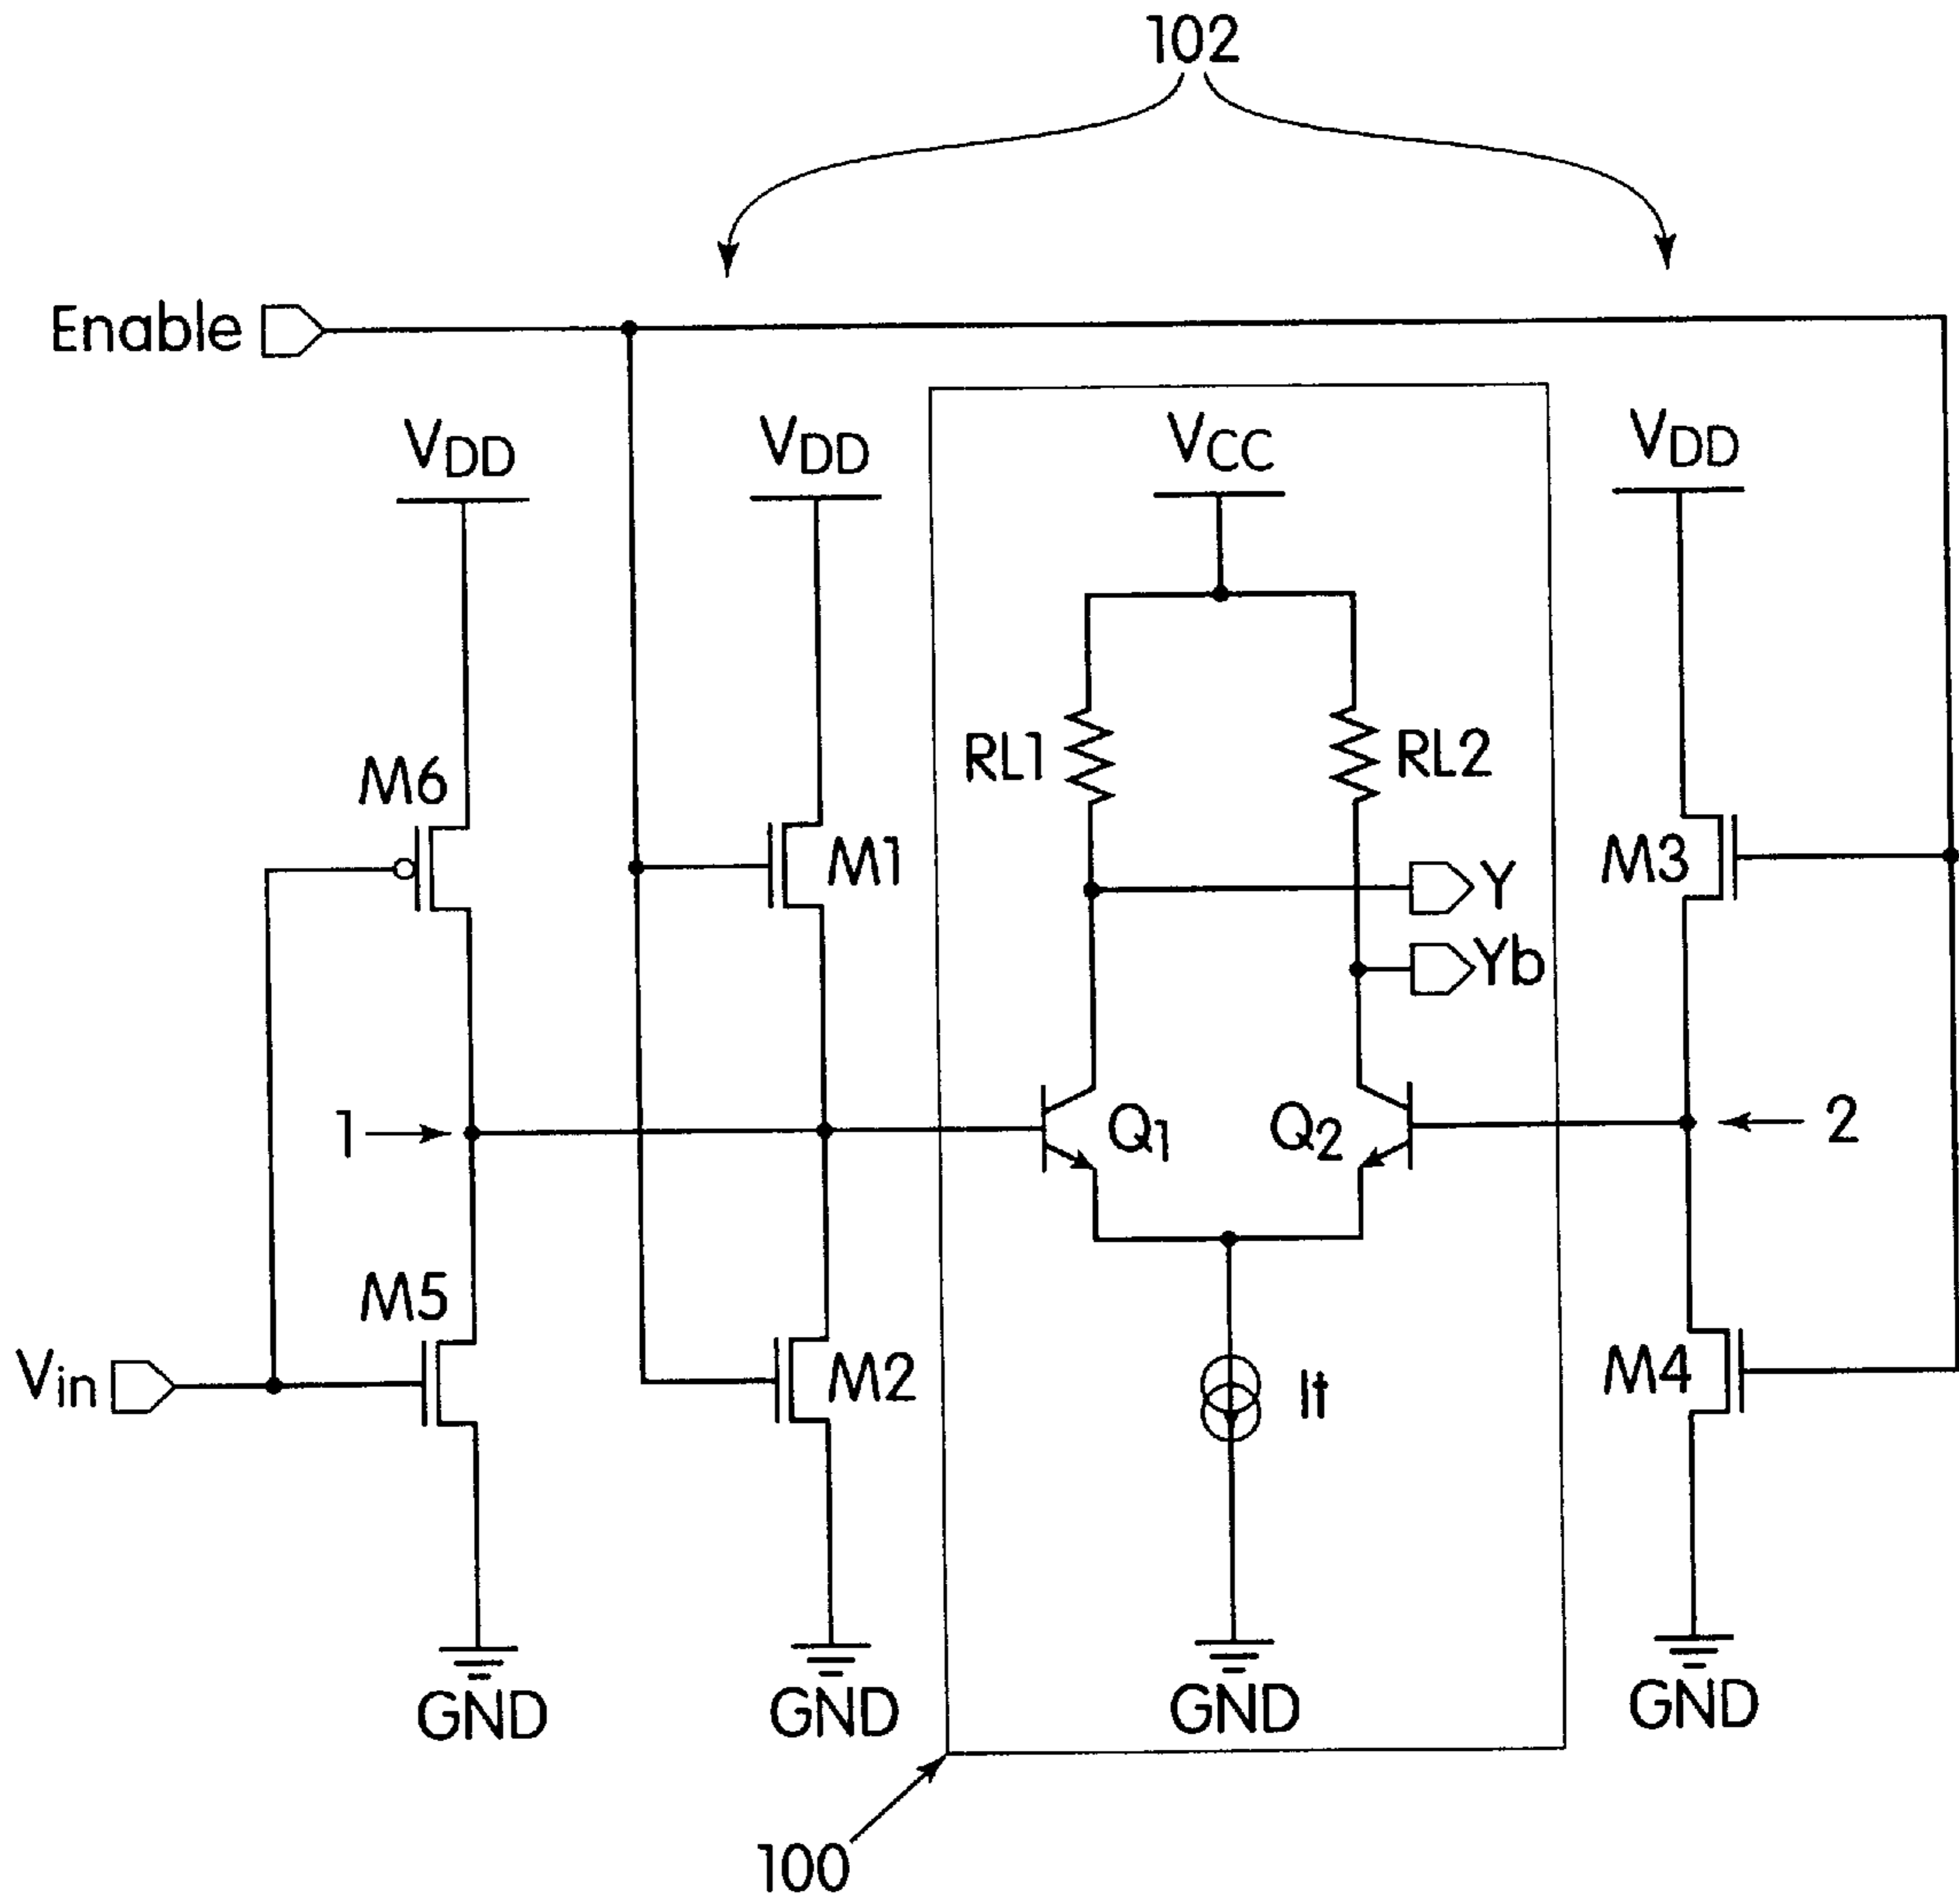 102
Enable
VDD
VDD
VCC
VDD
M6
RL1
RL2
M1
M3
Y
Yb
1
Q1
Q2
2
M5
Vin
M2
It
M4
GND
GND
GND
GND
100